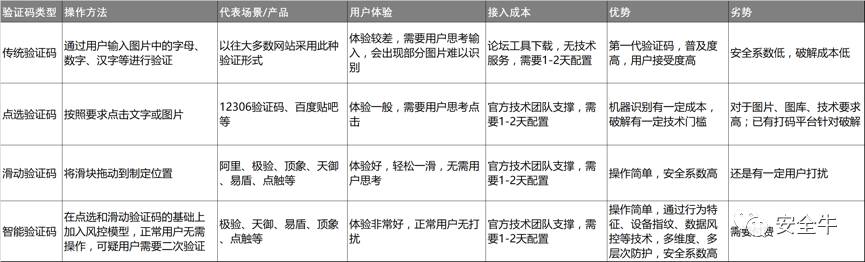 验证码类型 操作方法 代表场景/产品 用户体验 接入成本 优势 劣势
传统验证码
通过用户输入图片中的字母、
数字、汉字等进行验证
以往大多数网站采用此种
验证形式
体验较差，需要用户思考
输入，会出现部分图片难以识
别
论坛工具下载，无技术
服务，需要1-2天配置
第一代验证码，普及度
高，用户接受度高
安全系数低，破解成本低
点选验证码
按照要求点击文字或图片
12306验证码、百度贴吧
等
体验一般，需要用户思考点
击
官方技术团队支撑，需
要1-2天配置
机器识别有一定成本，
破解有一定技术门槛
对于图片、图库、技术要求
高；已有打码平台针对破解
滑动验证码
将滑块拖动到制定位置
阿里、极验、顶象、天御
、易盾、点触等
体验好，轻松一滑，无需用
户思考
官方技术团队支撑，需
要1-2天配置
操作简单，安全系数高
还是有一定用户打扰
智能验证码
在点选和滑动验证码的基础上
加入风控模型，正常用户无需
操作，可疑用户需要二次验证
极验、天御、易盾、顶象、
、点触等
体验非常好，正常用户无打
扰
官方技术团队支撑，需
要1-2天配置
操作简单，通过行为特
征、设备指纹、数据风
控等技术，多维度、多
层次防护，安全系数高
需要 费
安全牛